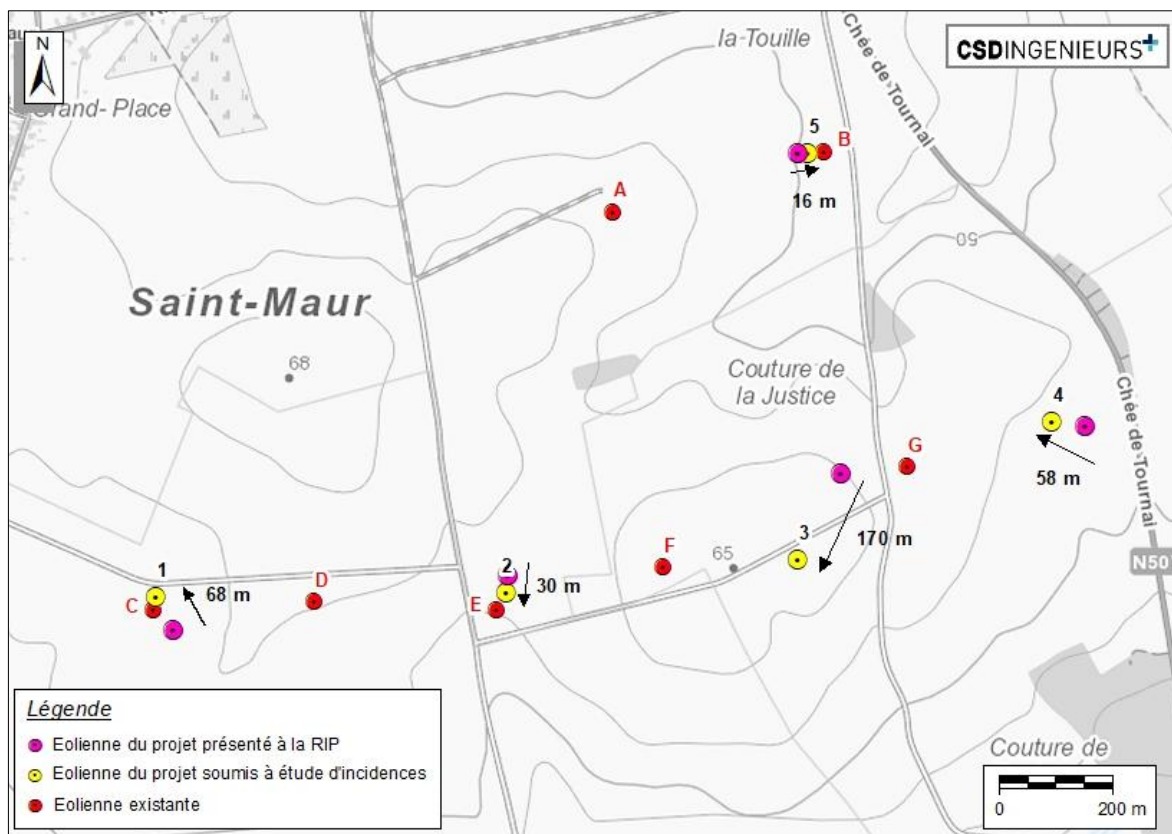 la-Touille
CSDINGENIEURS+
N
Grand- Place
Chée-de-Tournai
5
B
16 m
A
50
Saint-Maur
68
Couture de
la Justice
4
58 m
G
Chée-de-Tournai
3
170 m
F
65
N50
1
C
68 m
D
2
E
30 m
Légende
Eolienne du projet présenté à la RIP
Eolienne du projet soumis à étude d'incidences
Eolienne existante
Couture de
0
200 m